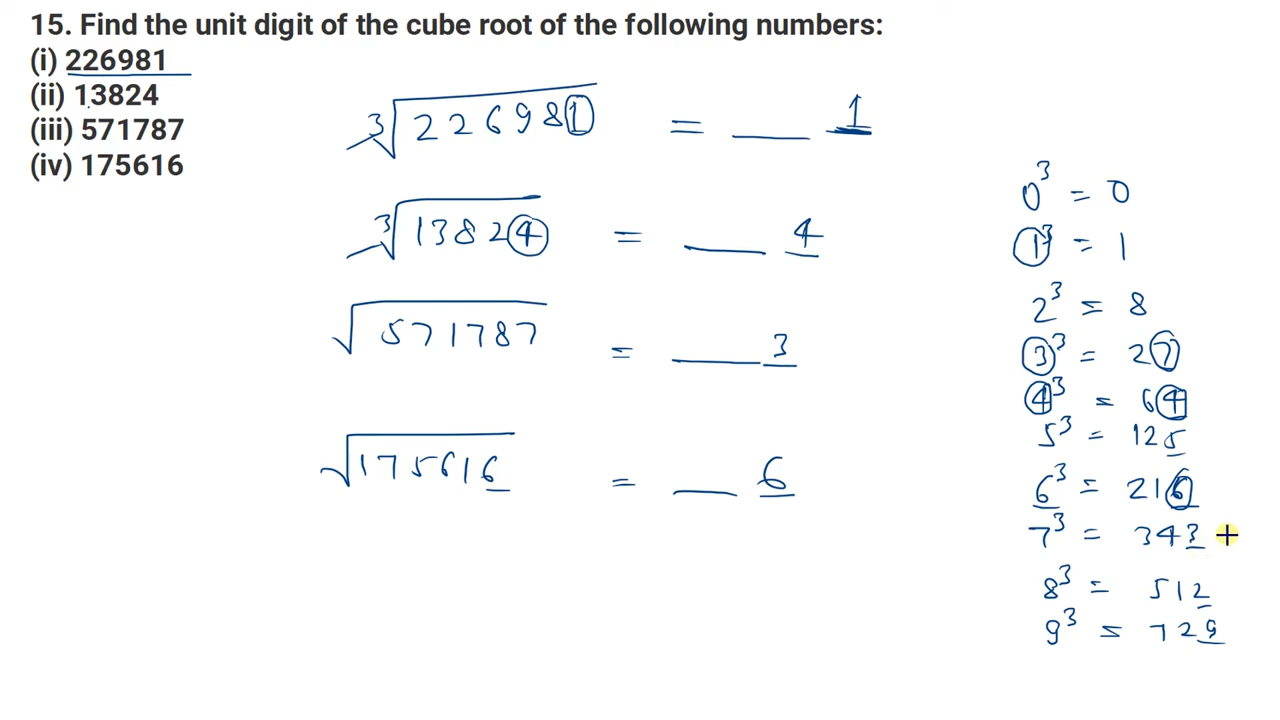 15. Find the unit digit of the cube root of the following numbers:
(i) 226981
(ii) 13824
(iii) 571787
(iv) 175616
∛226981 = ___ 1
∛13824 = ___ 4
√571787 = ___ 3
√175616 = ___ 6
0³ = 0
1³ = 1
2³ = 8
3³ = 27
4³ = 64
5³ = 125
6³ = 216
7³ = 343
8³ = 512
9³ = 729